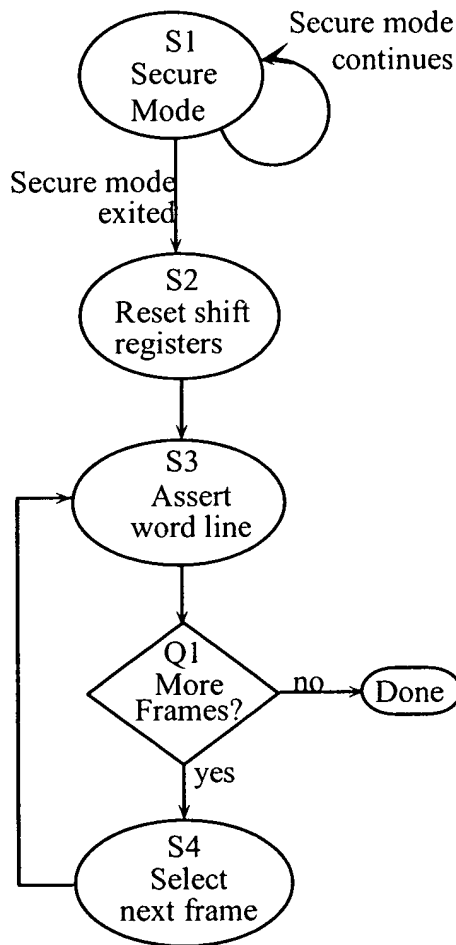 S1
Secure
Mode
Secure mode
continues
Secure mode
exited
S2
Reset shift
registers
S3
Assert
word line
Q1
More
Frames?
no
Done
yes
S4
Select
next frame